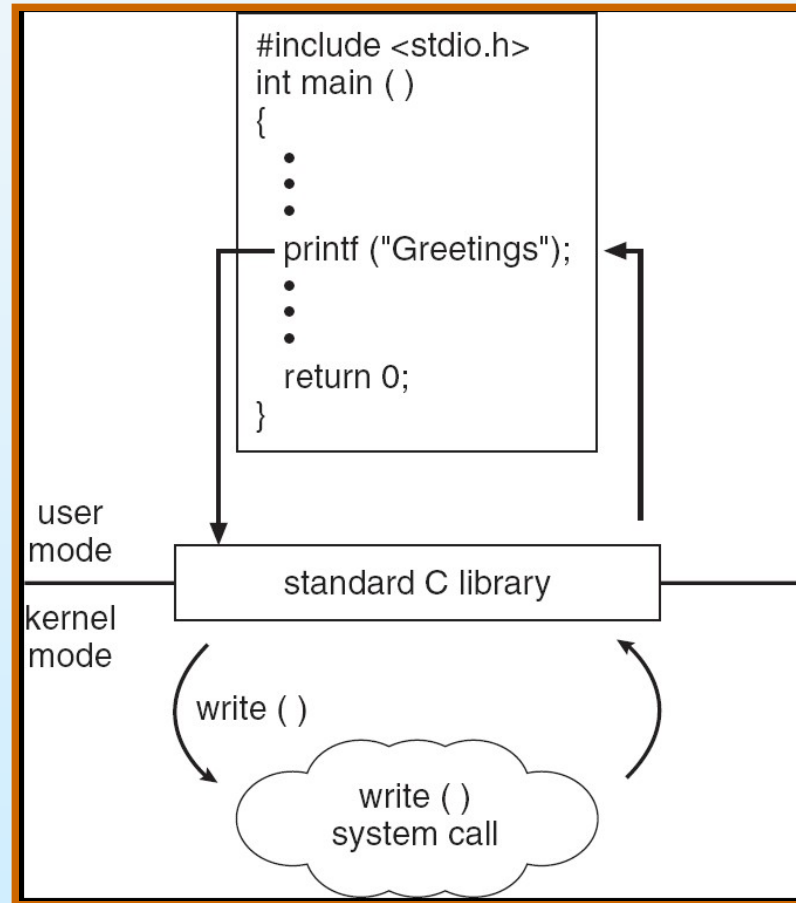 #include <stdio.h>
int main ( )
{
•
•
•
printf ("Greetings");
•
•
•
return 0;
}
user
mode
standard C library
kernel
mode
write ( )
write ( )
system call